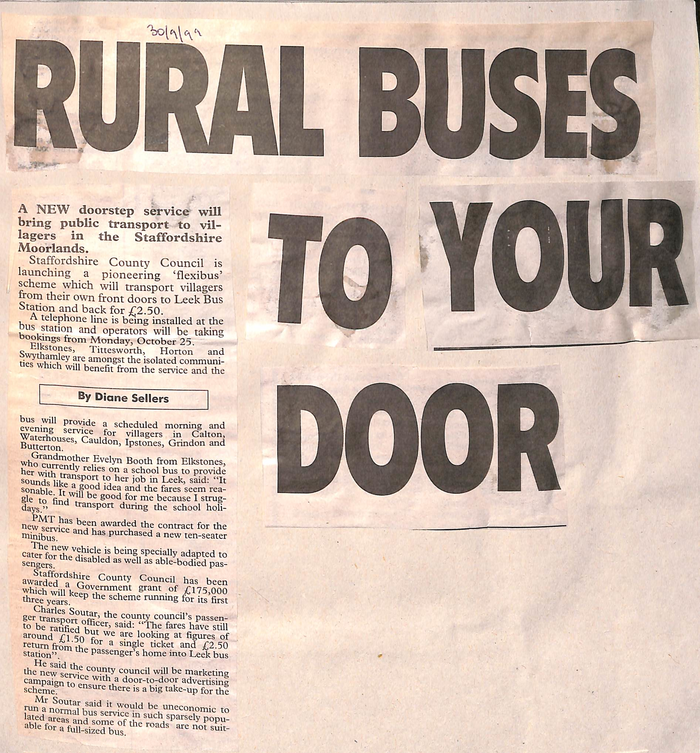 30/9/99
RURAL BUSES
TO YOUR
DOOR
A NEW doorstep service will
bring public transport to vil-
lagers in the Staffordshire
Moorlands.
Staffordshire County Council is
launching a pioneering 'flexibus'
scheme which will transport villagers
from their own front doors to Leek Bus
Station and back for £2.50.
A telephone line is being installed at the
bus station and operators will be taking
bookings from Monday, October 25.
Elkstones, Tittesworth, Horton and
Swythamley are amongst the isolated communi-
ties which will benefit from the service and the
By Diane Sellers
bus will provide a scheduled morning and
evening service for villagers in Calton,
Waterhouses, Cauldon, Ipstones, Grindon and
Butterton.
Grandmother Evelyn Booth from Elkstones,
who currently relies on a school bus to provide
her with transport to her job in Leek, said: "It
sounds like a good idea and the fares seem rea-
sonable. It will be good for me because I strug-
gle to find transport during the school holi-
days."
PMT has been awarded the contract for the
new service and has purchased a new ten-seater
minibus.
The new vehicle is being specially adapted to
cater for the disabled as well as able-bodied pas-
sengers.
Staffordshire County Council has been
awarded a Government grant of £175,000
which will keep the scheme running for its first
three years.
Charles Soutar, the county council's passen-
ger transport officer, said: "The fares have still
to be ratified but we are looking at figures of
around £1.50 for a single ticket and £2.50
return from the passenger's home into Leek bus
station".
He said the county council will be marketing
the new service with a door-to-door advertising
campaign to ensure there is a big take-up for the
scheme.
Mr Soutar said it would be uneconomic to
run a normal bus service in such sparsely popu-
lated areas and some of the roads are not suit-
able for a full-sized bus.